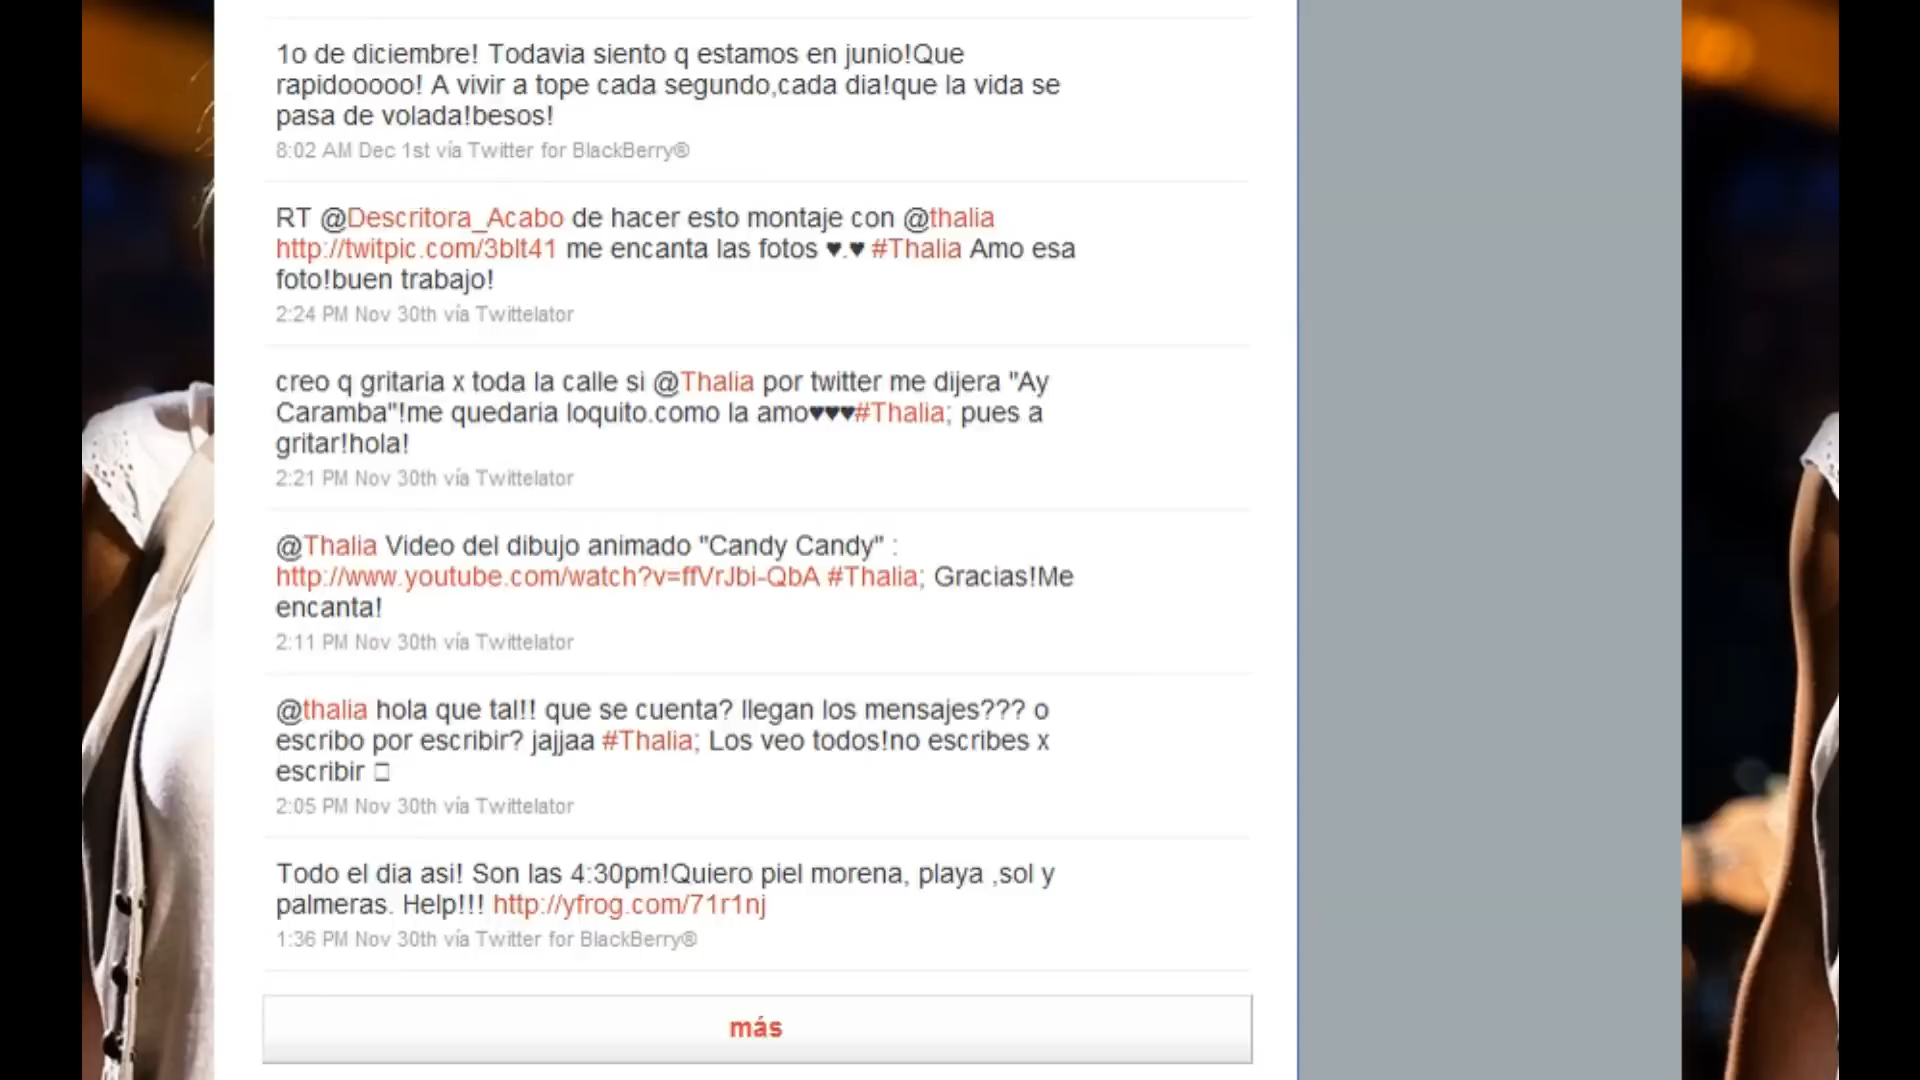 1o de diciembre! Todavia siento q estamos en junio!Que
rapidooooo! A vivir a tope cada segundo,cada dia!que la vida se
pasa de volada!besos!
8:02 AM Dec 1st vía Twitter for BlackBerry®
RT @Descritora_Acabo de hacer esto montaje con @thalia
http://twitpic.com/3blt41 me encanta las fotos ♥.♥ #Thalia Amo esa
foto!buen trabajo!
2:24 PM Nov 30th vía Twittelator
creo q gritaria x toda la calle si @Thalia por twitter me dijera "Ay
Caramba"!me quedaria loquito.como la amo♥♥♥#Thalia; pues a
gritar!hola!
2:21 PM Nov 30th vía Twittelator
@Thalia Video del dibujo animado "Candy Candy" :
http://www.youtube.com/watch?v=ffVrJbi-QbA #Thalia; Gracias!Me
encanta!
2:11 PM Nov 30th vía Twittelator
@thalia hola que tal!! que se cuenta? llegan los mensajes??? o
escribo por escribir? jajjaa #Thalia; Los veo todos!no escribes x
escribir □
2:05 PM Nov 30th vía Twittelator
Todo el dia asi! Son las 4:30pm!Quiero piel morena, playa ,sol y
palmeras. Help!!! http://yfrog.com/71r1nj
1:36 PM Nov 30th vía Twitter for BlackBerry®
más